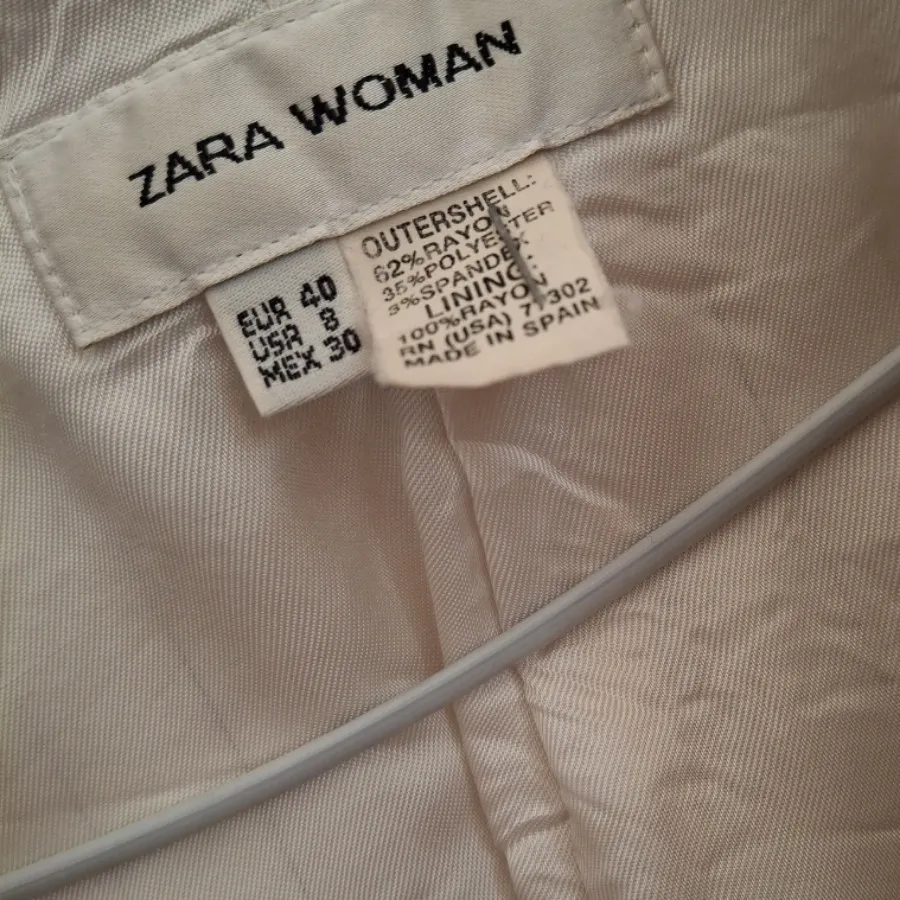 ZARA WOMAN
EUR 40
USR 8
MEX 30
OUTERSHELL:
62%RAYON
35%POLYESTER
3%SPANDEX
LINING:
100%RAYON
RN (USA) 77302
MADE IN SPAIN